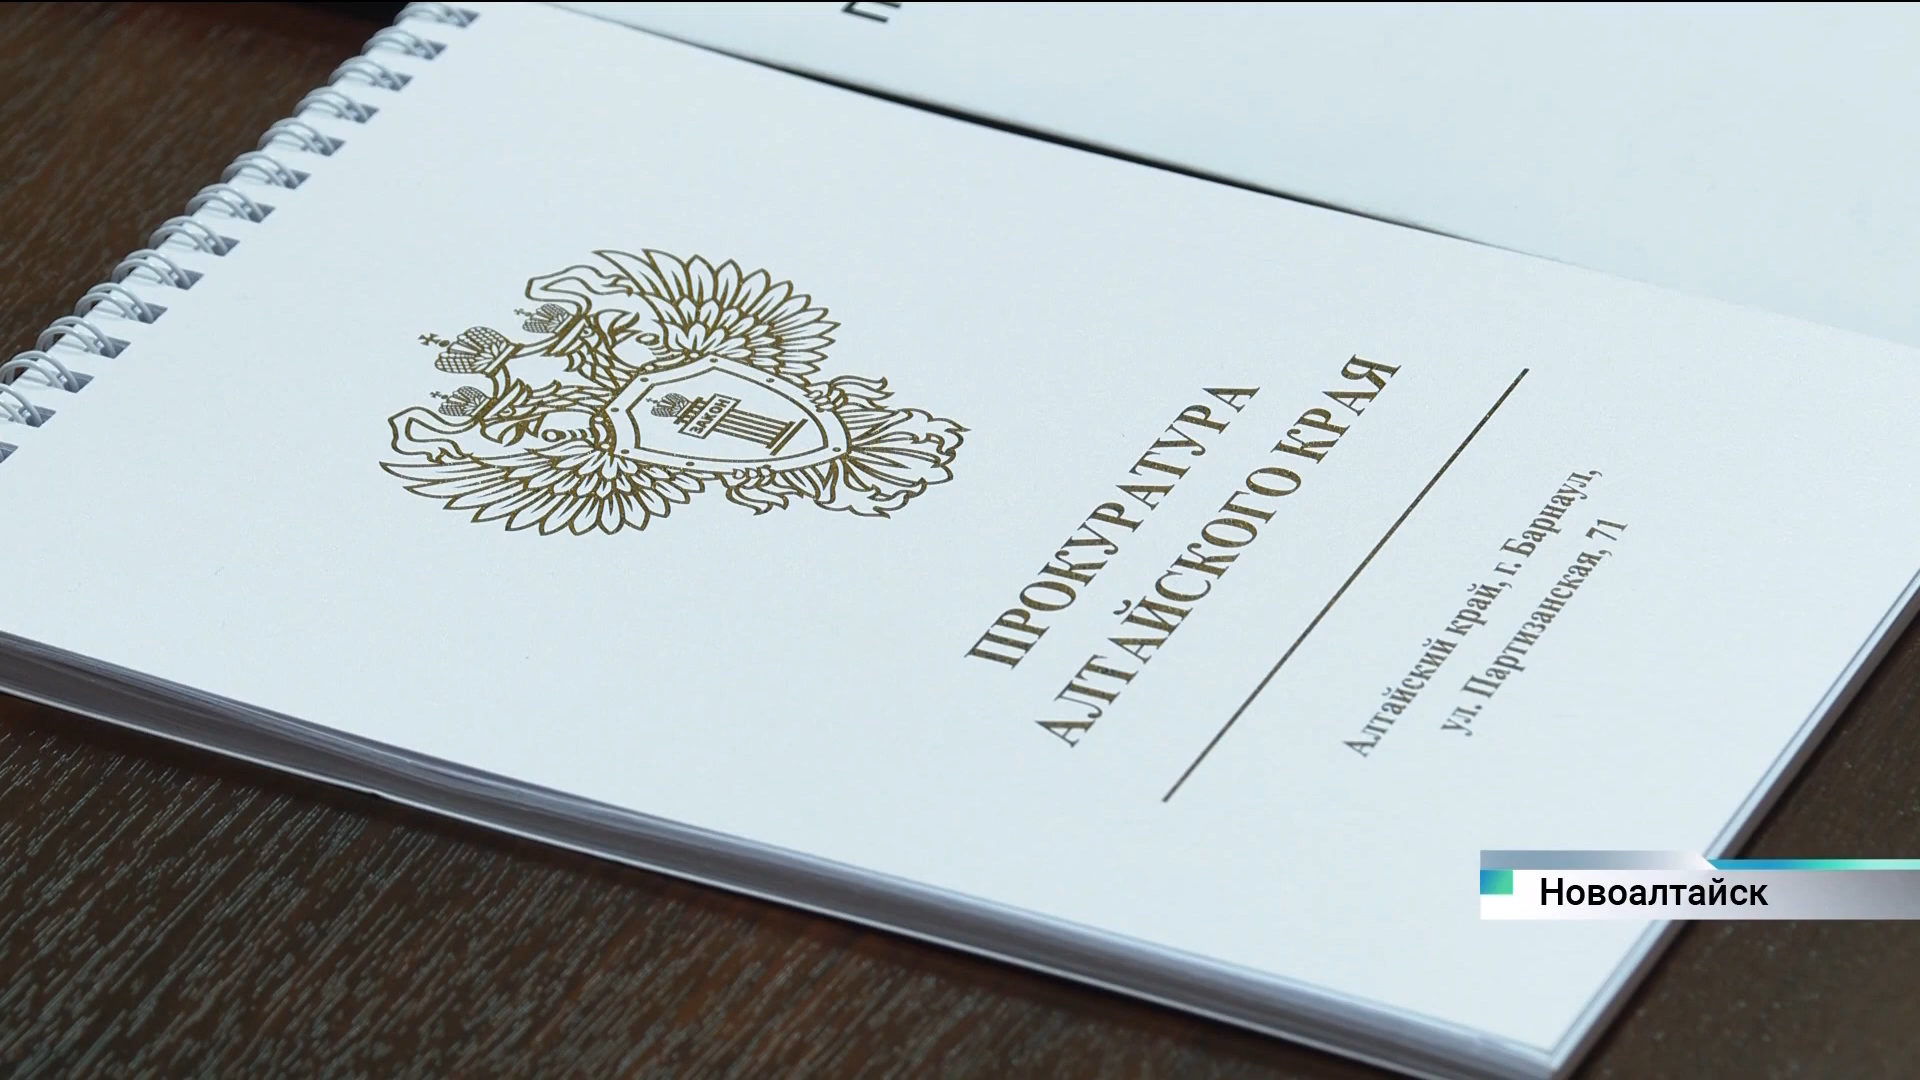 П
ЗАКОН
ПРОКУРАТУРА
АЛТАЙСКОГО КРАЯ
Алтайский край, г. Барнаул,
ул. Партизанская, 71
Новоалтайск